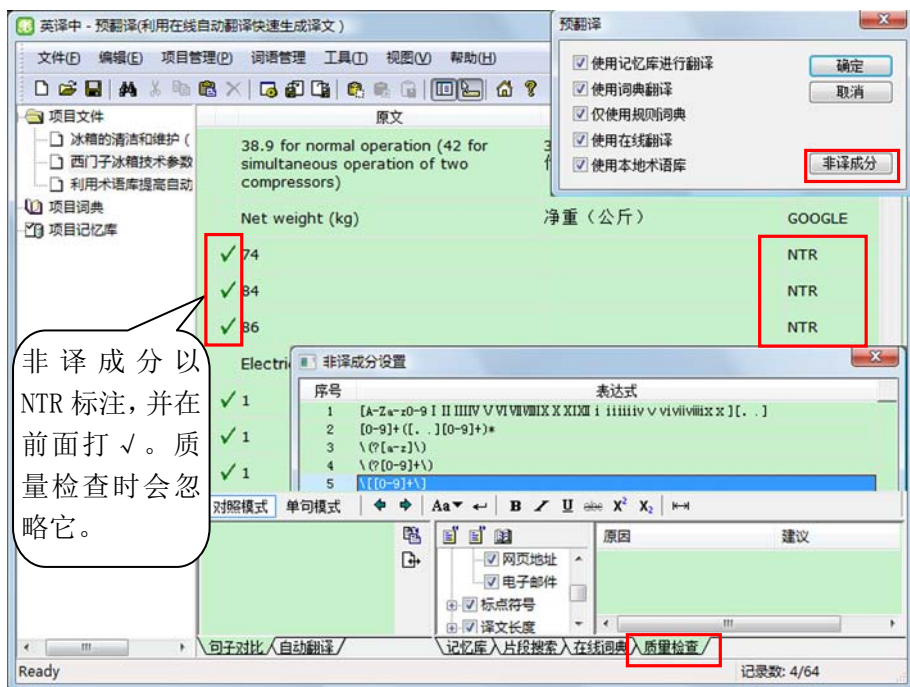 英译中 - 预翻译(利用在线自动翻译快速生成译文)
文件(F) 编辑(E) 项目管理(P) 词语管理 工具(T) 视图(V) 帮助(H)
预翻译
使用记忆库进行翻译
使用词典翻译
仅使用规则词典
使用在线翻译
使用本地术语库
确定
取消
非译成分
项目文件
冰箱的清洁和维护 (
西门子冰箱技术参数
利用术语库提高自动
项目词典
项目记忆库
原文
38.9 for normal operation (42 for
simultaneous operation of two
compressors)
Net weight (kg) 净重(公斤) GOOGLE
✓ 74 NTR
✓ 84 NTR
✓ 86 NTR
Electri
✓ 1
✓ 1
✓ 1
非译成分以
NTR 标注,并在
前面打√。质
量检查时会忽
略它。
非译成分设置
序号 表达式
2 [0-9]+([. .][0-9]+)*
3 \(?[a-z]\)
4 \(?[0-9]+\)
5 \[[0-9]+\]
对照模式 单句模式 Aa B U abc X² X₂
网页地址
电子邮件
标点符号
译文长度
原因 建议
句子对比 自动翻译
记忆库 片段搜索 在线词典 质量检查
Ready
记录数: 4/64